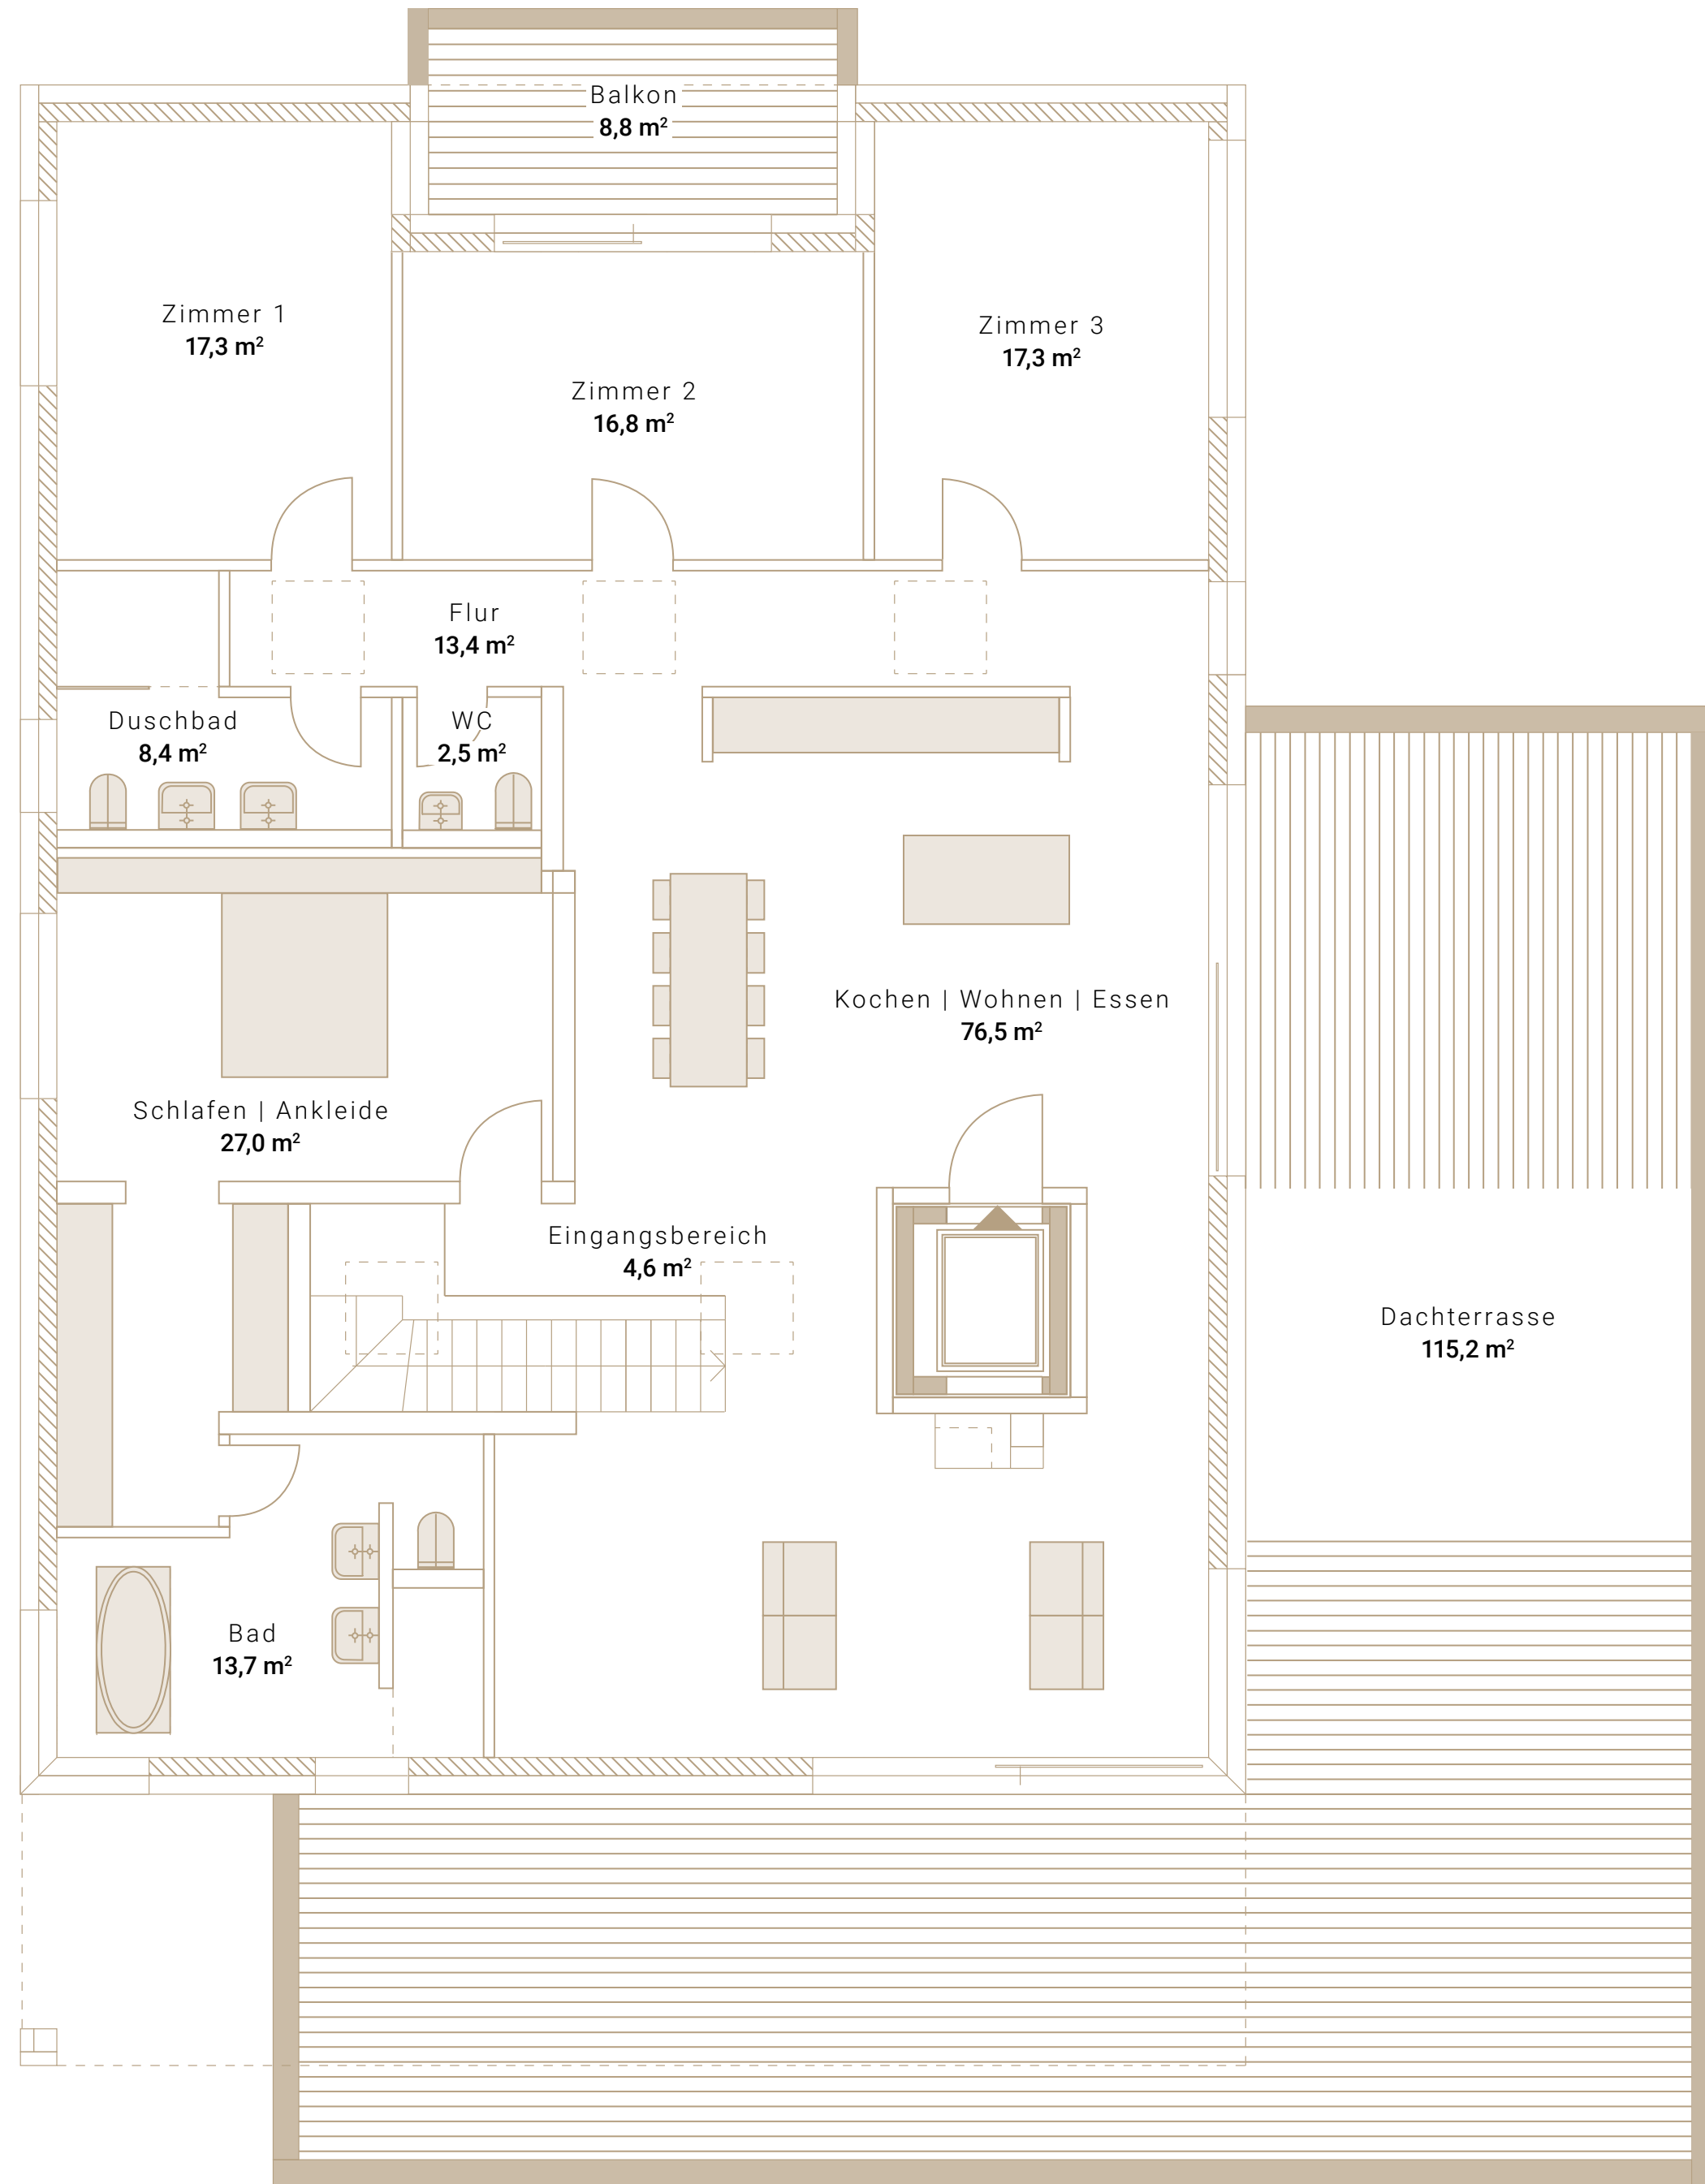 Balkon
8,8 m²
Zimmer 1
17,3 m²
Zimmer 3
17,3 m²
Zimmer 2
16,8 m²
Flur
13,4 m²
Duschbad
8,4 m²
WC
2,5 m²
Kochen | Wohnen | Essen
76,5 m²
Schlafen | Ankleide
27,0 m²
Eingangsbereich
4,6 m²
Dachterrasse
115,2 m²
Bad
13,7 m²